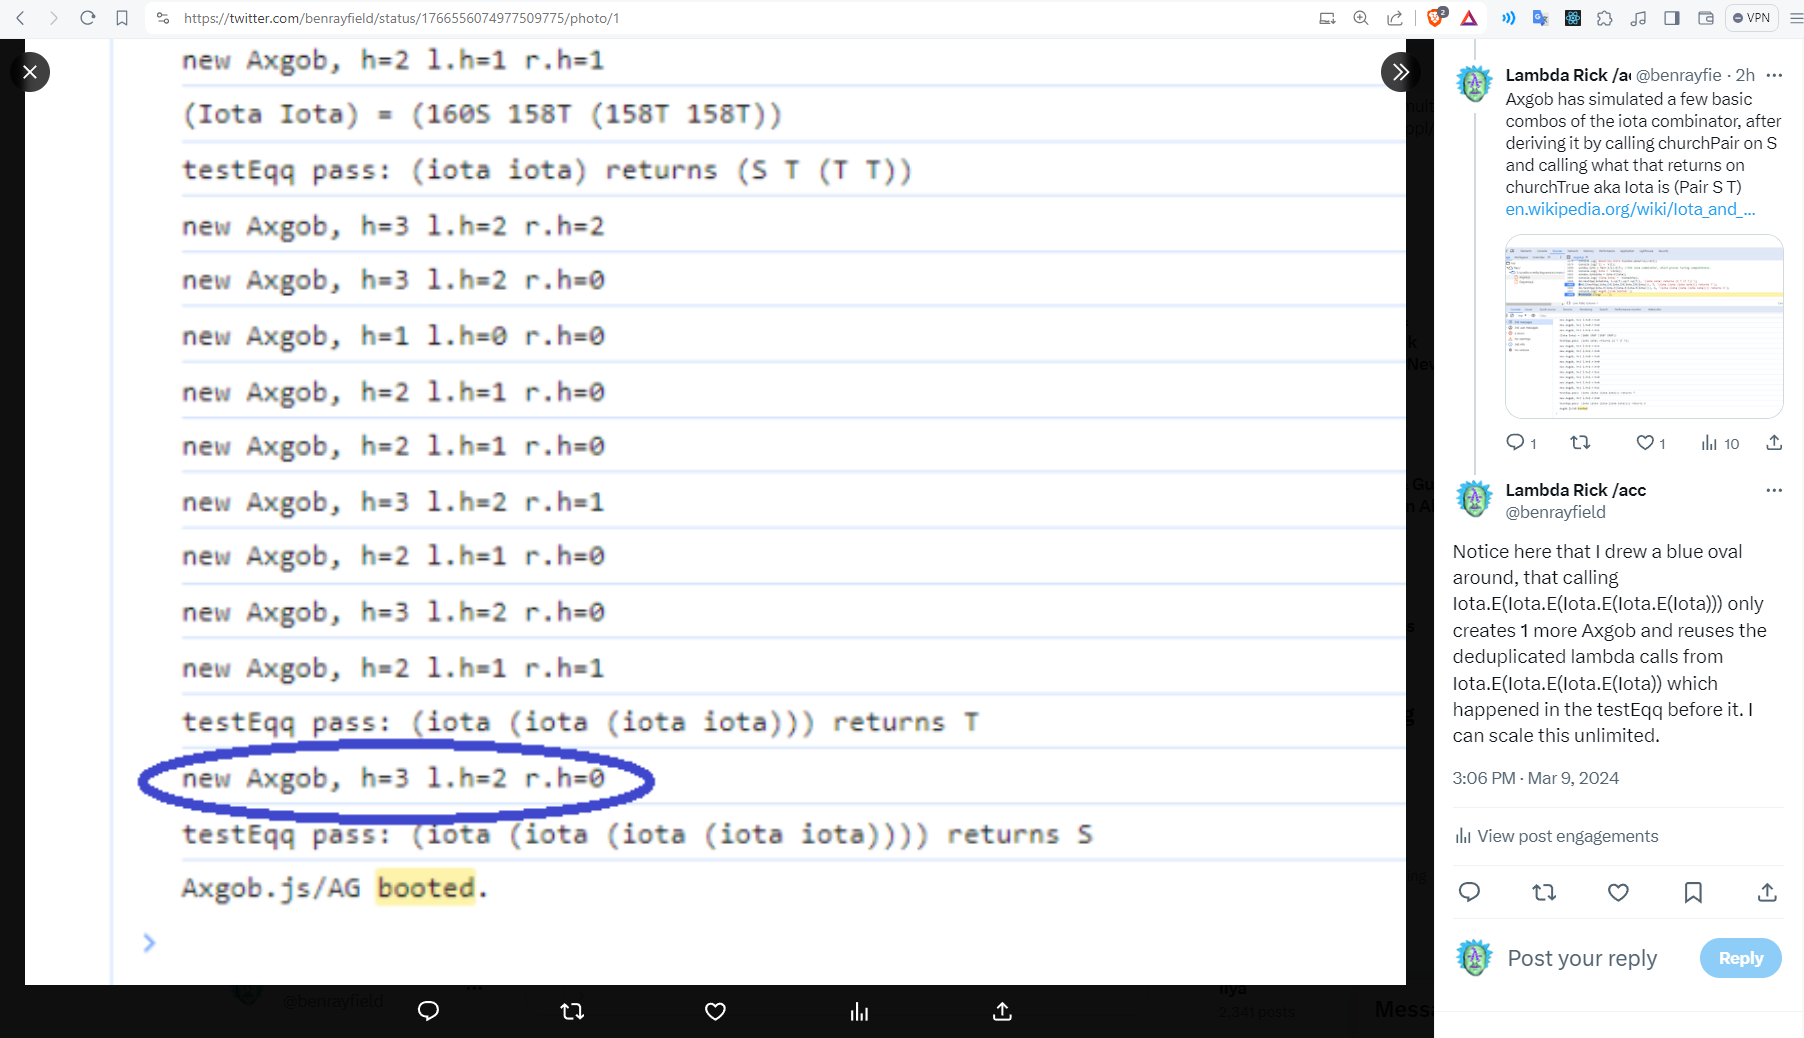 https://twitter.com/benrayfield/status/1766556074977509775/photo/1
2
VPN
new Axgob, h=2 l.h=1 r.h=1
(Iota Iota) = (160S 158T (158T 158T))
testEqq pass: (iota iota) returns (S T (T T))
new Axgob, h=3 l.h=2 r.h=2
new Axgob, h=3 l.h=2 r.h=0
new Axgob, h=1 l.h=0 r.h=0
new Axgob, h=2 l.h=1 r.h=0
new Axgob, h=2 l.h=1 r.h=0
new Axgob, h=3 l.h=2 r.h=1
new Axgob, h=2 l.h=1 r.h=0
new Axgob, h=3 l.h=2 r.h=0
new Axgob, h=2 l.h=1 r.h=1
testEqq pass: (iota (iota (iota iota))) returns T
new Axgob, h=3 l.h=2 r.h=0
testEqq pass: (iota (iota (iota (iota iota)))) returns S
Axgob.js/AG booted.
@benrayfield
2,341 posts
Mess
Lambda Rick /a @benrayfie · 2h
Axgob has simulated a few basic
combos of the iota combinator, after
deriving it by calling churchPair on S
and calling what that returns on
churchTrue aka Iota is (Pair S T)
en.wikipedia.org/wiki/Iota_and_...
1
1
10
Lambda Rick /acc
@benrayfield
Notice here that I drew a blue oval
around, that calling
Iota.E(Iota.E(Iota.E(Iota.E(Iota))) only
creates 1 more Axgob and reuses the
deduplicated lambda calls from
Iota.E(Iota.E(Iota.E(Iota)) which
happened in the testEqq before it. I
can scale this unlimited.
3:06 PM · Mar 9, 2024
View post engagements
Post your reply
Reply